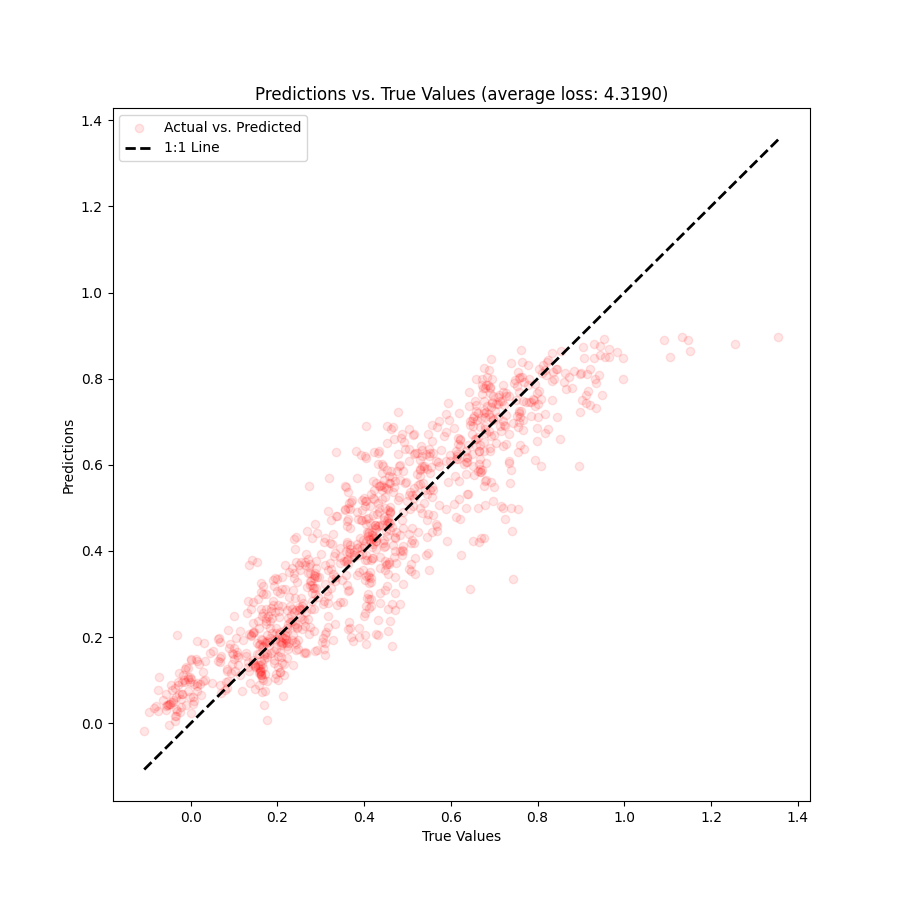 Predictions vs. True Values (average loss: 4.3190)
Actual vs. Predicted
1:1 Line
1.4
1.2
1.0
0.8
0.6
0.4
0.2
0.0
Predictions
0.0 0.2 0.4 0.6 0.8 1.0 1.2 1.4
True Values